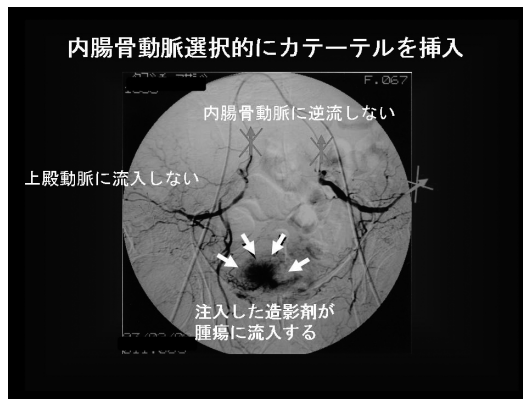 内腸骨動脈選択的にカテーテルを挿入
F.067
内腸骨動脈に逆流しない
上殿動脈に流入しない
注入した造影剤が
腫瘍に流入する